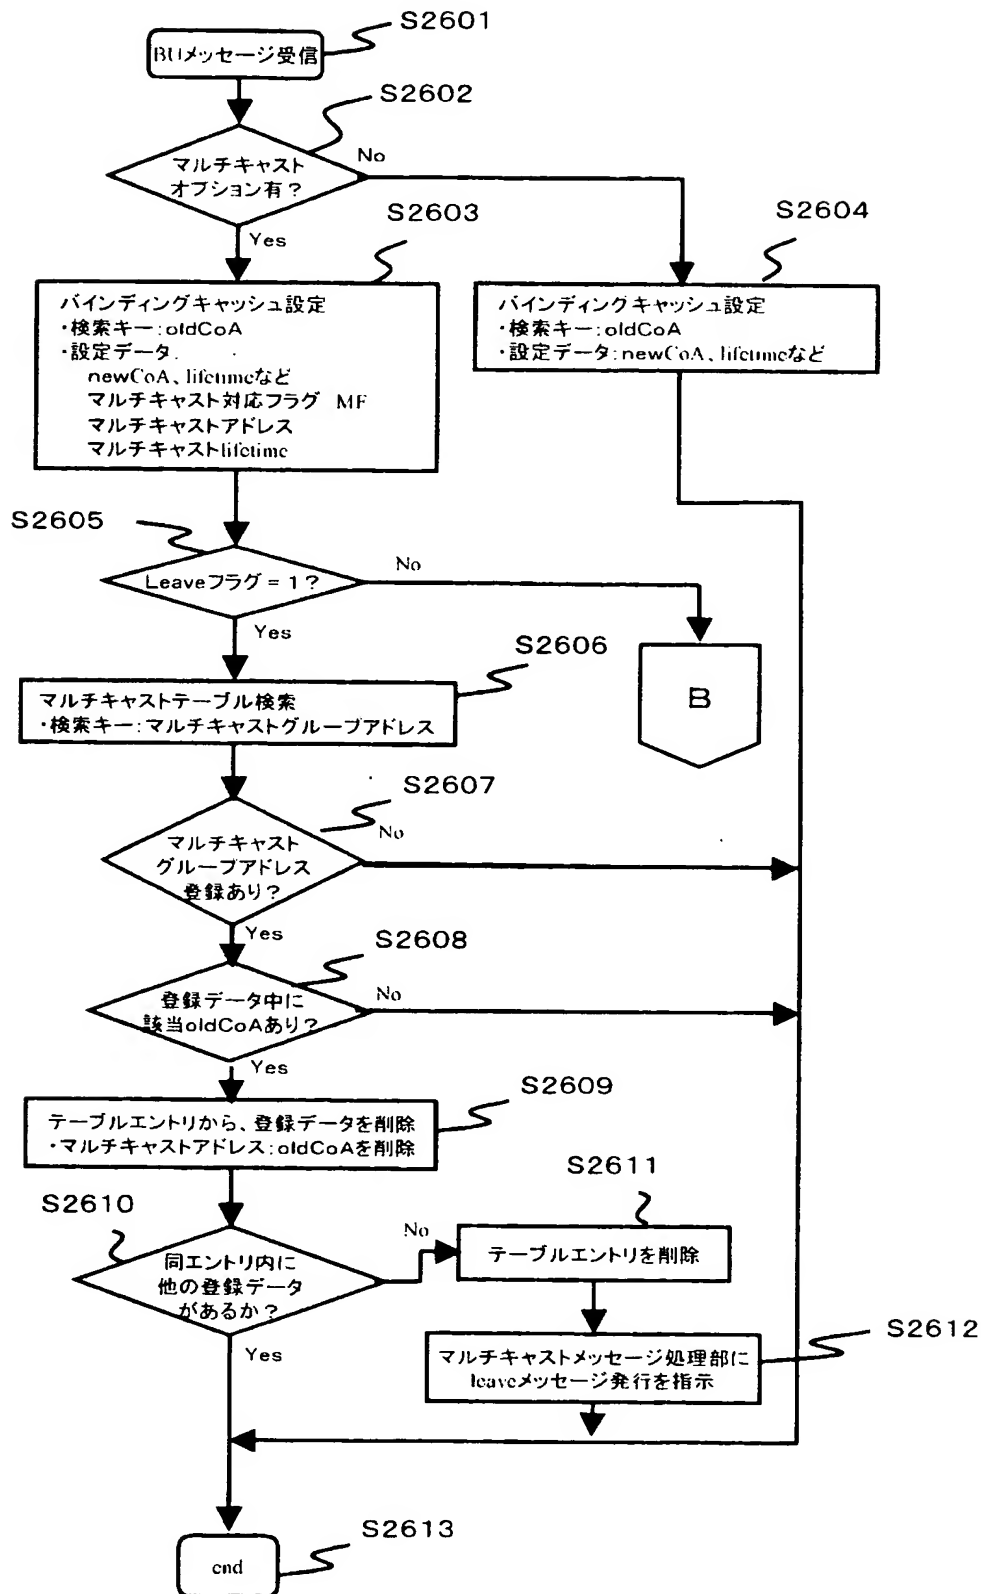 S2601
BUメッセージ受信
S2602
マルチキャスト
オプション有？
No
Yes
S2603
S2604
バインディングキャッシュ設定
・検索キー：oldCoA
・設定データ：
newCoA、lifetimeなど
マルチキャスト対応フラグ MF
マルチキャストアドレス
マルチキャストlifetime
バインディングキャッシュ設定
・検索キー：oldCoA
・設定データ：newCoA、lifetimeなど
S2605
Leaveフラグ＝１？
No
Yes
B
S2606
マルチキャストテーブル検索
・検索キー：マルチキャストグループアドレス
S2607
マルチキャスト
グループアドレス
登録あり？
No
Yes
S2608
登録データ中に
該当oldCoAあり？
No
Yes
S2609
テーブルエントリから、登録データを削除
・マルチキャストアドレス：oldCoAを削除
S2610
同エントリ内に
他の登録データ
があるか？
No
Yes
S2611
テーブルエントリを削除
S2612
マルチキャストメッセージ処理部に
leaveメッセージ発行を指示
S2613
end